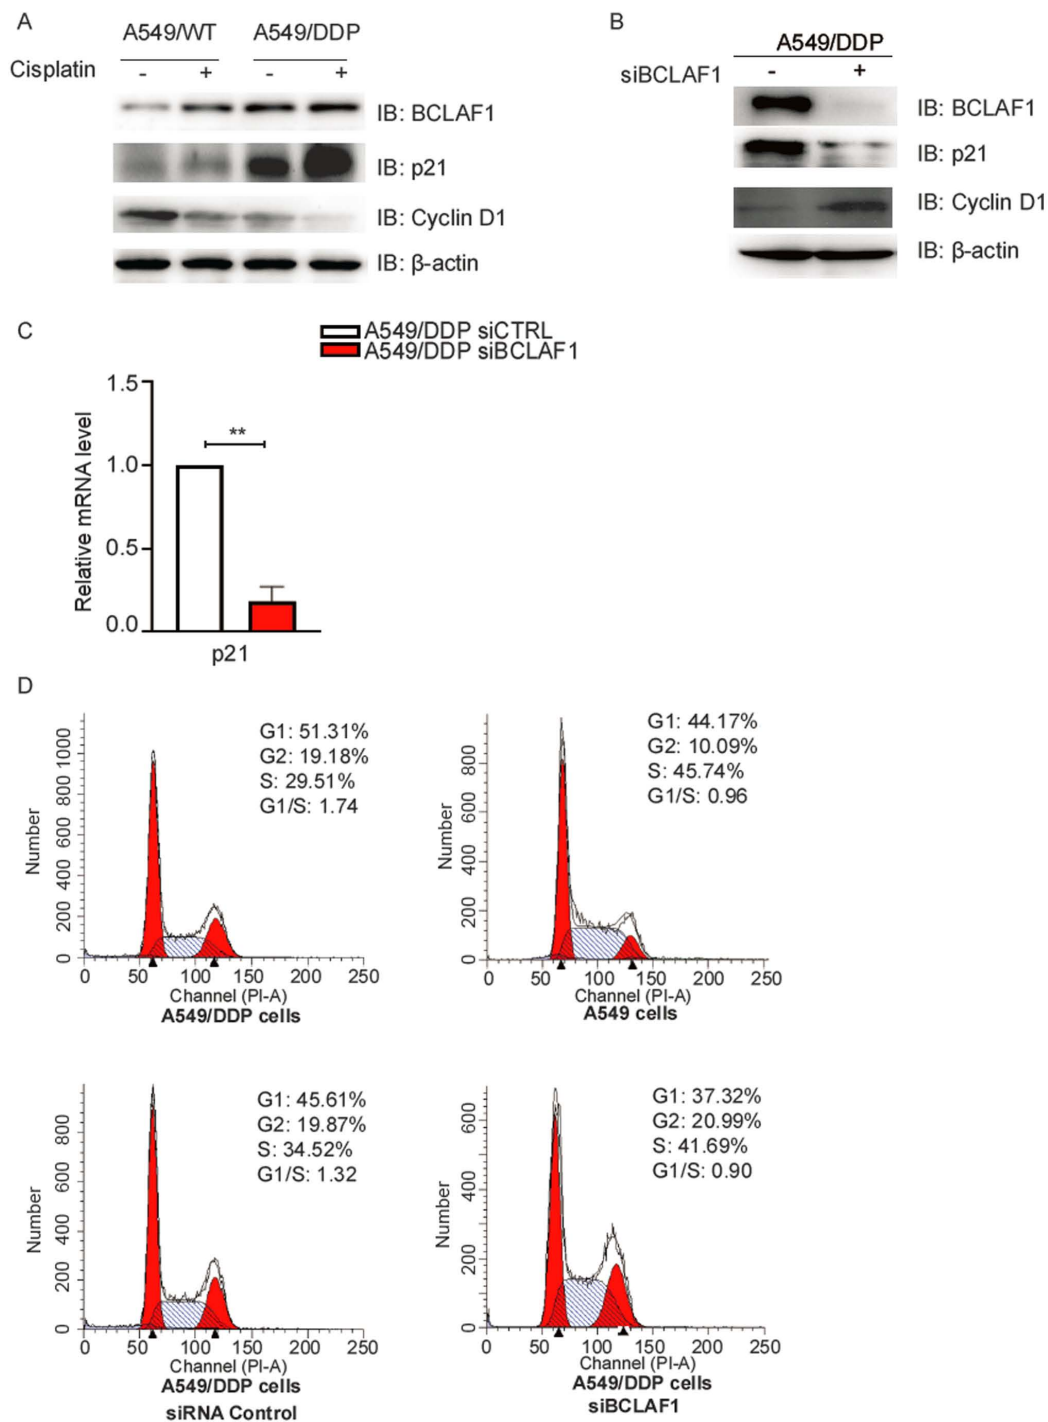 A
A549/WT A549/DDP
Cisplatin - + - +
IB: BCLAF1
IB: p21
IB: Cyclin D1
IB: β-actin
B
A549/DDP
siBCLAF1 - +
IB: BCLAF1
IB: p21
IB: Cyclin D1
IB: β-actin
C
A549/DDP siCTRL
A549/DDP siBCLAF1
Relative mRNA level
1.5
1.0
0.5
0.0
**
p21
D
G1: 51.31%
G2: 19.18%
S: 29.51%
G1/S: 1.74
Number
0 200 400 600 800 1000
0 50 100 150 200 250
Channel (PI-A)
A549/DDP cells
G1: 44.17%
G2: 10.09%
S: 45.74%
G1/S: 0.96
Number
0 200 400 600 800
0 50 100 150 200 250
Channel (PI-A)
A549 cells
G1: 45.61%
G2: 19.87%
S: 34.52%
G1/S: 1.32
Number
0 200 400 600 800
0 50 100 150 200 250
Channel (PI-A)
A549/DDP cells
siRNA Control
G1: 37.32%
G2: 20.99%
S: 41.69%
G1/S: 0.90
Number
0 200 400 600
0 50 100 150 200 250
Channel (PI-A)
A549/DDP cells
siBCLAF1